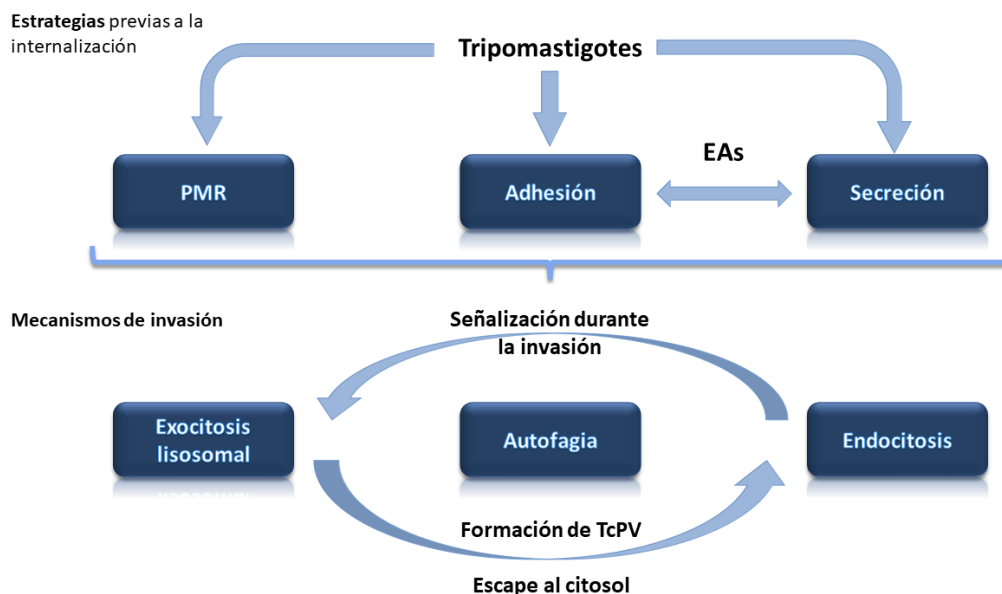 Estrategias previas a la
internalización
Tripomastigotes
EAs
PMR
Adhesión
Secreción
Mecanismos de invasión
Señalización durante
la invasión
Exocitosis
lisosomal
Autofagia
Endocitosis
Formación de TcPV
Escape al citosol